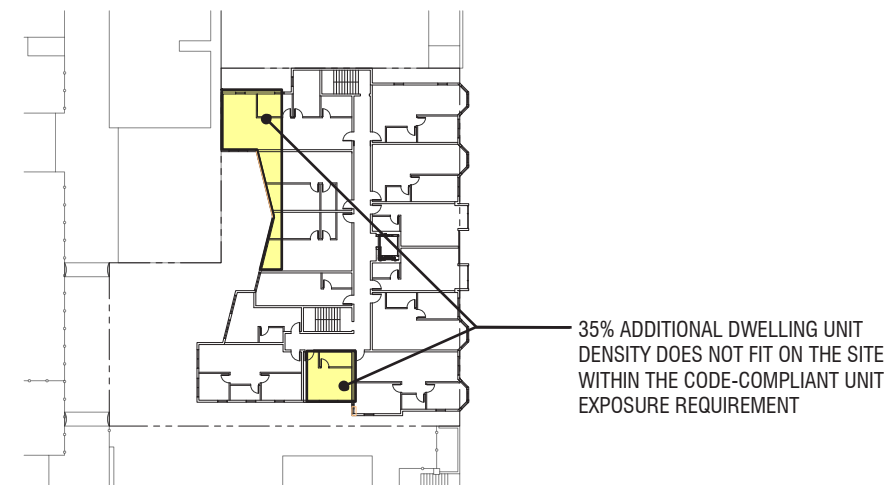 35% ADDITIONAL DWELLING UNIT
DENSITY DOES NOT FIT ON THE SITE
WITHIN THE CODE-COMPLIANT UNIT
EXPOSURE REQUIREMENT